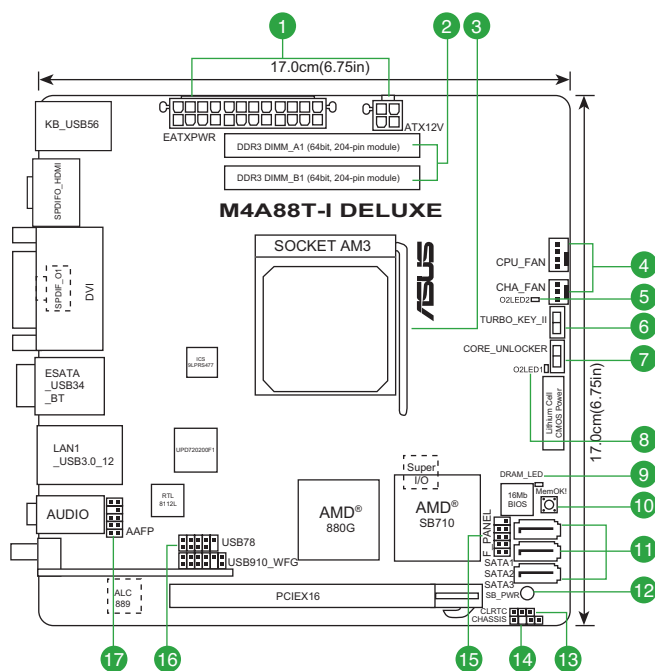 1
2
3
17.0cm(6.75in)
KB_USB56
EATXPWR
ATX12V
DDR3 DIMM_A1 (64bit, 204-pin module)
DDR3 DIMM_B1 (64bit, 204-pin module)
SPDIFO_HDMI
M4A88T-I DELUXE
SOCKET AM3
ASUS
CPU_FAN
4
CHA_FAN
O2LED2
5
SPDIF_O1
DVI
TURBO_KEY_II
6
CORE_UNLOCKER
7
ICS
9LPRS477
O2LED1
8
ESATA
_USB34
_BT
Lithium Cell
CMOS Power
17.0cm(6.75in)
LAN1
_USB3.0_12
UPD720200F1
Super
I/O
DRAM_LED
9
RTL
8112L
AMD®
880G
AMD®
SB710
16Mb
BIOS
MemOK!
10
AUDIO
AAFP
USB78
F_PANEL
11
USB910_WFG
SATA1
SATA2
SATA3
SB_PWR
12
ALC
889
PCIEX16
CLRTC
CHASSIS
17
16
15
14
13